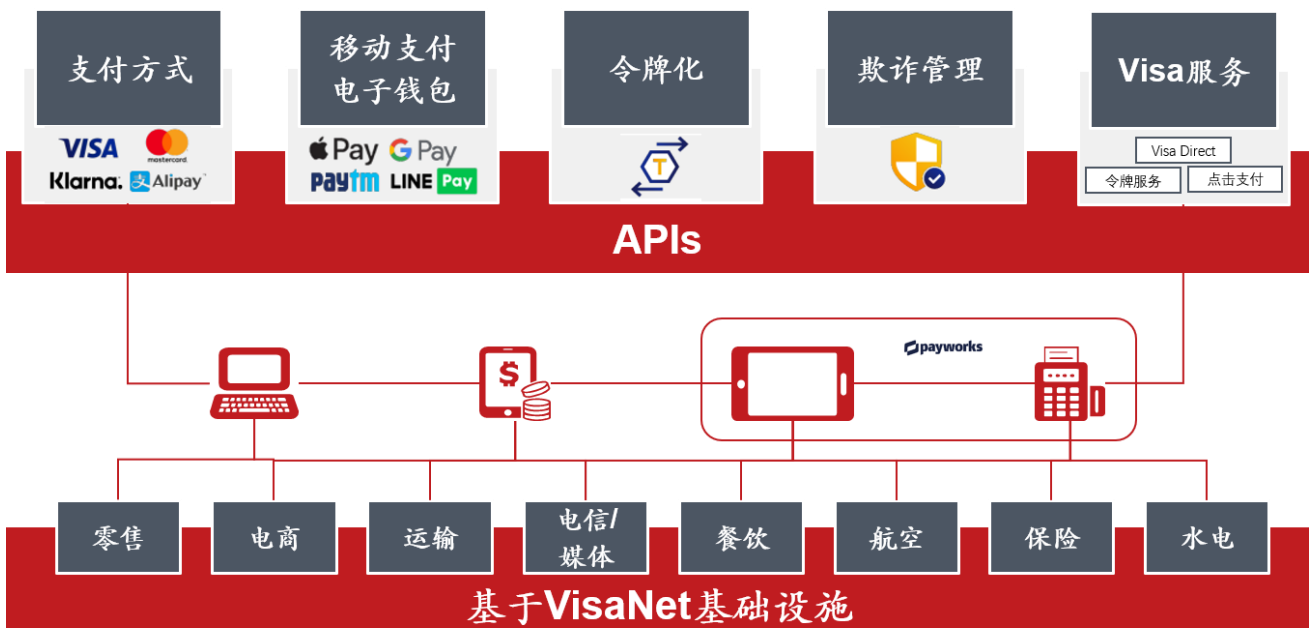 支付方式
移动支付
电子钱包
令牌化
欺诈管理
Visa服务
VISA
mastercard
Klarna.
支 Alipay
Pay
G Pay
Paytm
LINE Pay
T
Visa Direct
令牌服务
点击支付
APIs
$
payworks
零售
电商
运输
电信/
媒体
餐饮
航空
保险
水电
基于VisaNet基础设施